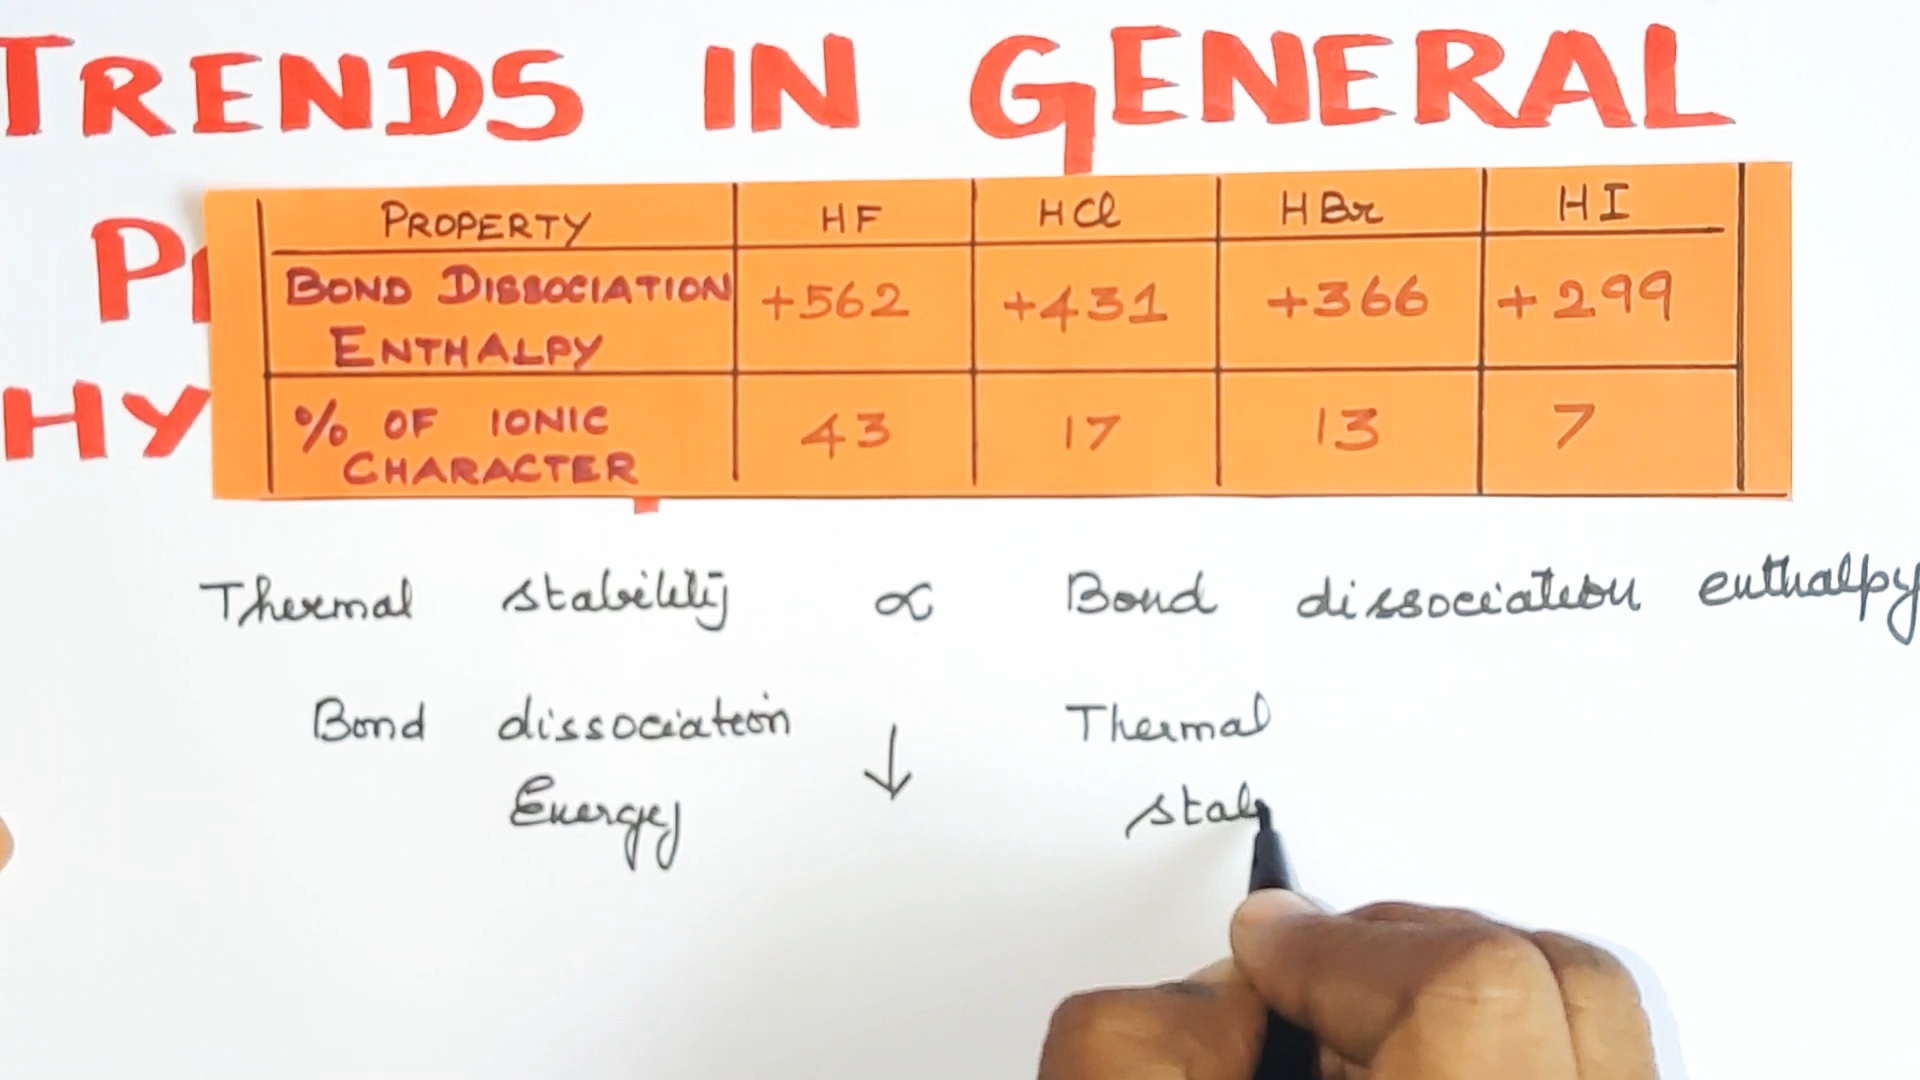 TRENDS IN GENERAL
PROPERTY HF HCl HBr HI
BOND DISSOCIATION
ENTHALPY +562 +431 +366 +299
% OF IONIC
CHARACTER 43 17 13 7
HY
Thermal stability ∝ Bond dissociation enthalpy
Bond dissociation ↓ Thermal
Energy stab